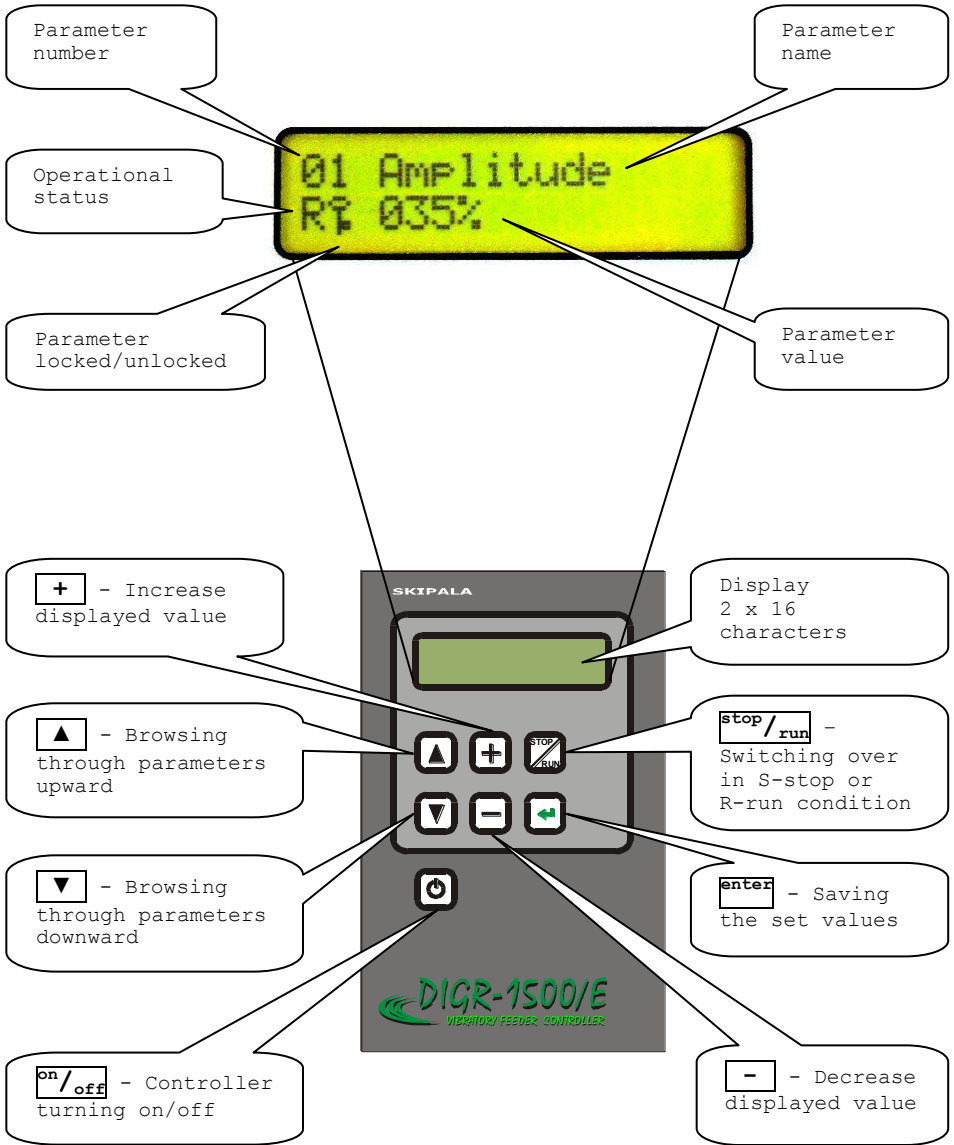 Parameter
number
Parameter
name
01 Amplitude
R 035%
Operational
status
Parameter
locked/unlocked
Parameter
value
+ - Increase
displayed value
SKIPALA
Display
2 x 16
characters
▲ - Browsing
through parameters
upward
STOP/RUN
stop/run -
Switching over
in S-stop or
R-run condition
▼ - Browsing
through parameters
downward
enter - Saving
the set values
DIGR-1500/E
VIBRATORY FEEDER CONTROLLER
on/off - Controller
turning on/off
- - Decrease
displayed value